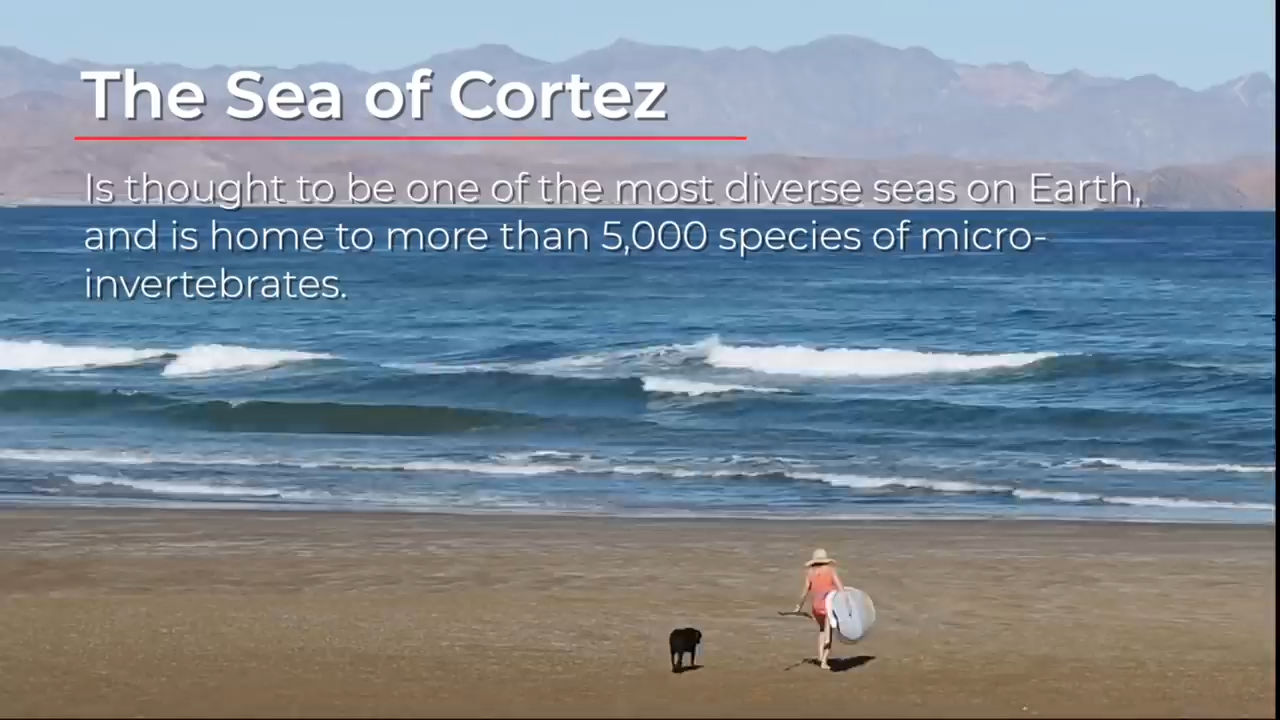 The Sea of Cortez
Is thought to be one of the most diverse seas on Earth,
and is home to more than 5,000 species of micro-
invertebrates.